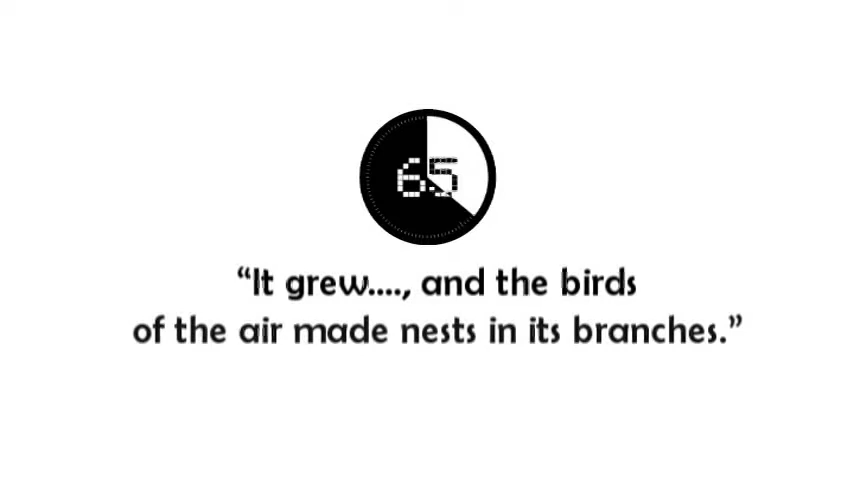 65
“It grew...., and the birds
of the air made nests in its branches.”